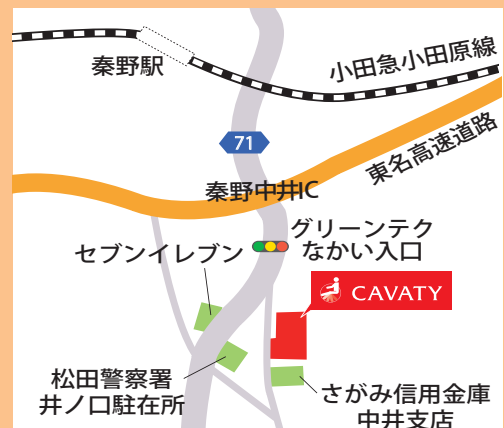 秦野駅
小田急小田原線
71
東名高速道路
秦野中井IC
グリーンテク
なかい入口
セブンイレブン
CAVATY
松田警察署
井ノ口駐在所
さがみ信用金庫
中井支店